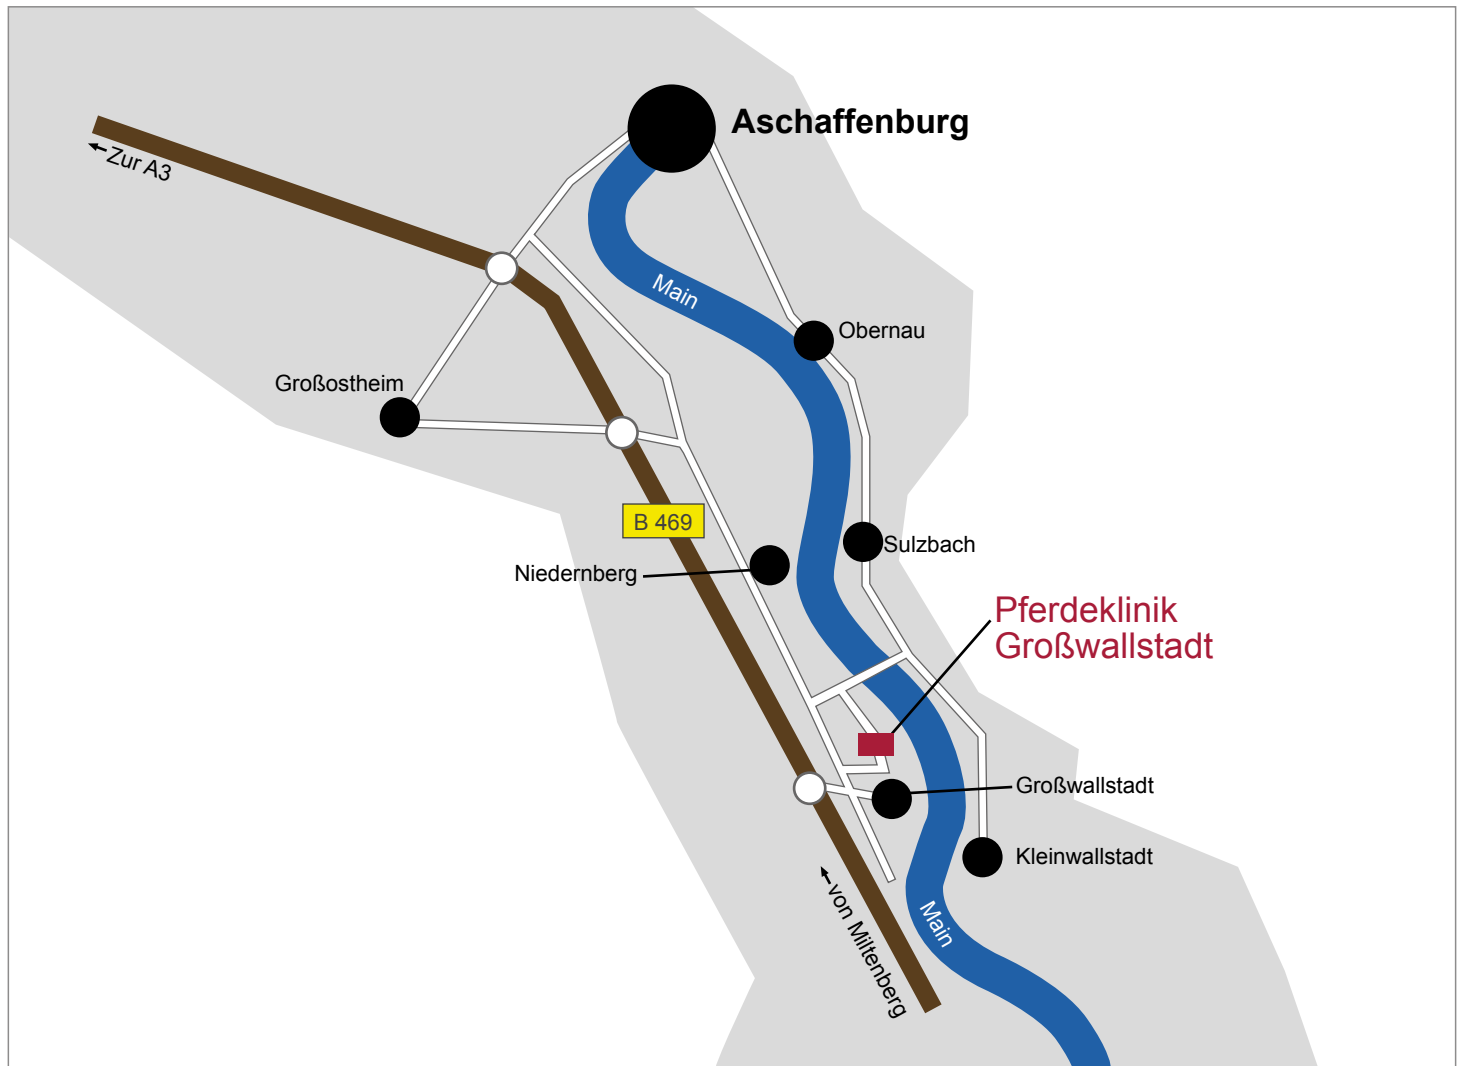 Aschaffenburg
Zur A3
Main
Obernau
Großostheim
B 469
Sulzbach
Niedernberg
Pferdeklinik
Großwallstadt
Großwallstadt
Kleinwallstadt
von Miltenberg
Main